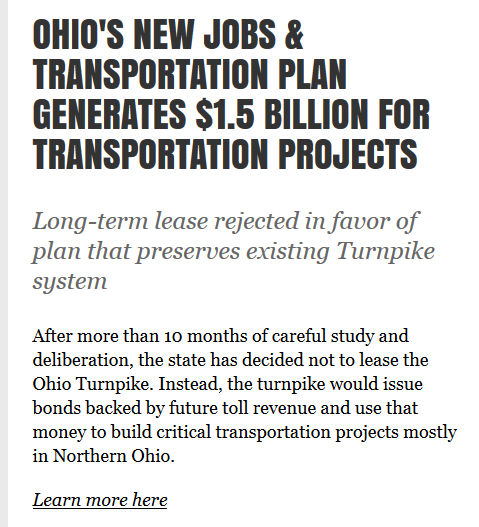 OHIO'S NEW JOBS &
TRANSPORTATION PLAN
GENERATES $1.5 BILLION FOR
TRANSPORTATION PROJECTS
Long-term lease rejected in favor of
plan that preserves existing Turnpike
system
After more than 10 months of careful study and
deliberation, the state has decided not to lease the
Ohio Turnpike. Instead, the turnpike would issue
bonds backed by future toll revenue and use that
money to build critical transportation projects mostly
in Northern Ohio.
Learn more here